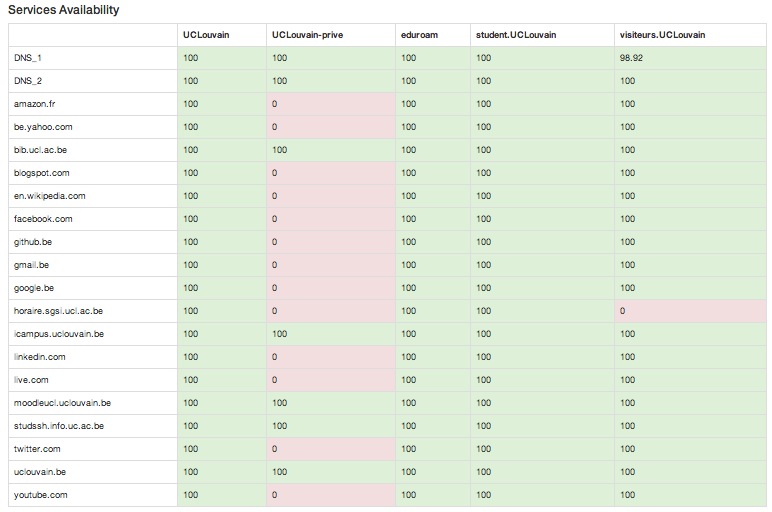 Services Availability
UCLouvain UCLouvain-prive eduroam student.UCLouvain visiteurs.UCLouvain
DNS_1 100 100 100 100 98.92
DNS_2 100 100 100 100 100
amazon.fr 100 0 100 100 100
be.yahoo.com 100 0 100 100 100
bib.ucl.ac.be 100 100 100 100 100
blogspot.com 100 0 100 100 100
en.wikipedia.com 100 0 100 100 100
facebook.com 100 0 100 100 100
github.be 100 0 100 100 100
gmail.be 100 0 100 100 100
google.be 100 0 100 100 100
horaire.sgsi.ucl.ac.be 100 0 100 100 0
icampus.uclouvain.be 100 100 100 100 100
linkedin.com 100 0 100 100 100
live.com 100 0 100 100 100
moodleucl.uclouvain.be 100 100 100 100 100
studssh.info.uc.ac.be 100 100 100 100 100
twitter.com 100 0 100 100 100
uclouvain.be 100 100 100 100 100
youtube.com 100 0 100 100 100